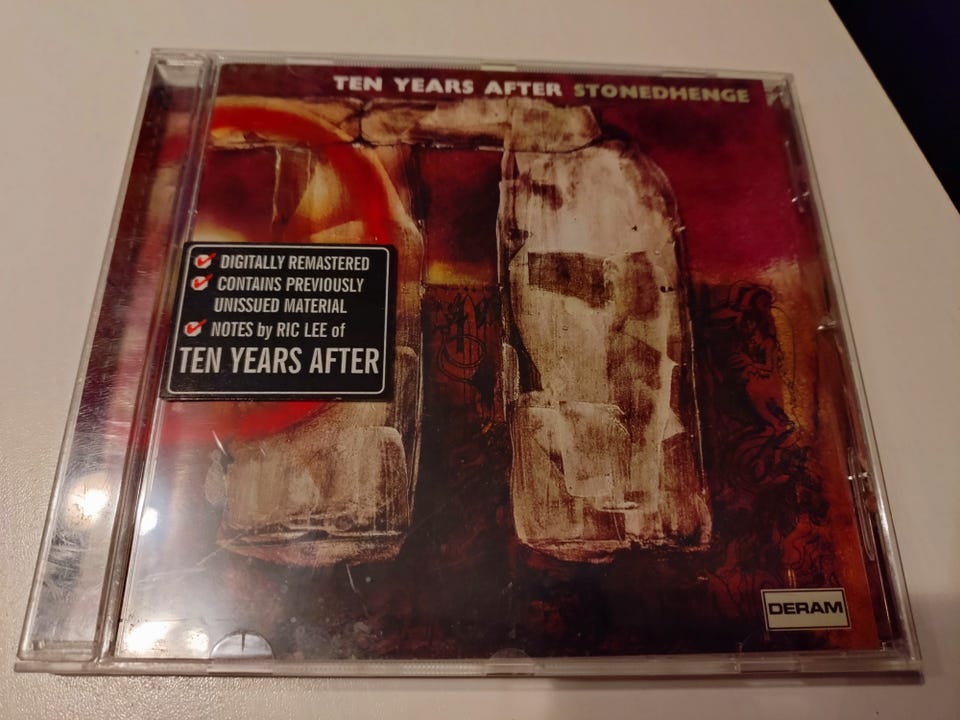 TEN YEARS AFTER STONEDHENGE
DIGITALLY REMASTERED
CONTAINS PREVIOUSLY
UNISSUED MATERIAL
NOTES by RIC LEE of
TEN YEARS AFTER
DERAM